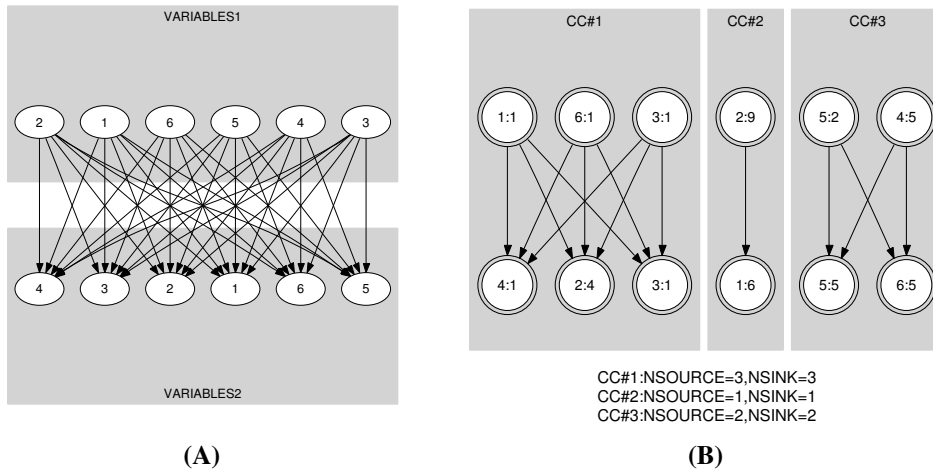 VARIABLES1
2 1 6 5 4 3
4 3 2 1 6 5
VARIABLES2
(A)
CC#1 CC#2 CC#3
1:1 6:1 3:1 2:9 5:2 4:5
4:1 2:4 3:1 1:6 5:5 6:5
CC#1:NSOURCE=3,NSINK=3
CC#2:NSOURCE=1,NSINK=1
CC#3:NSOURCE=2,NSINK=2
(B)